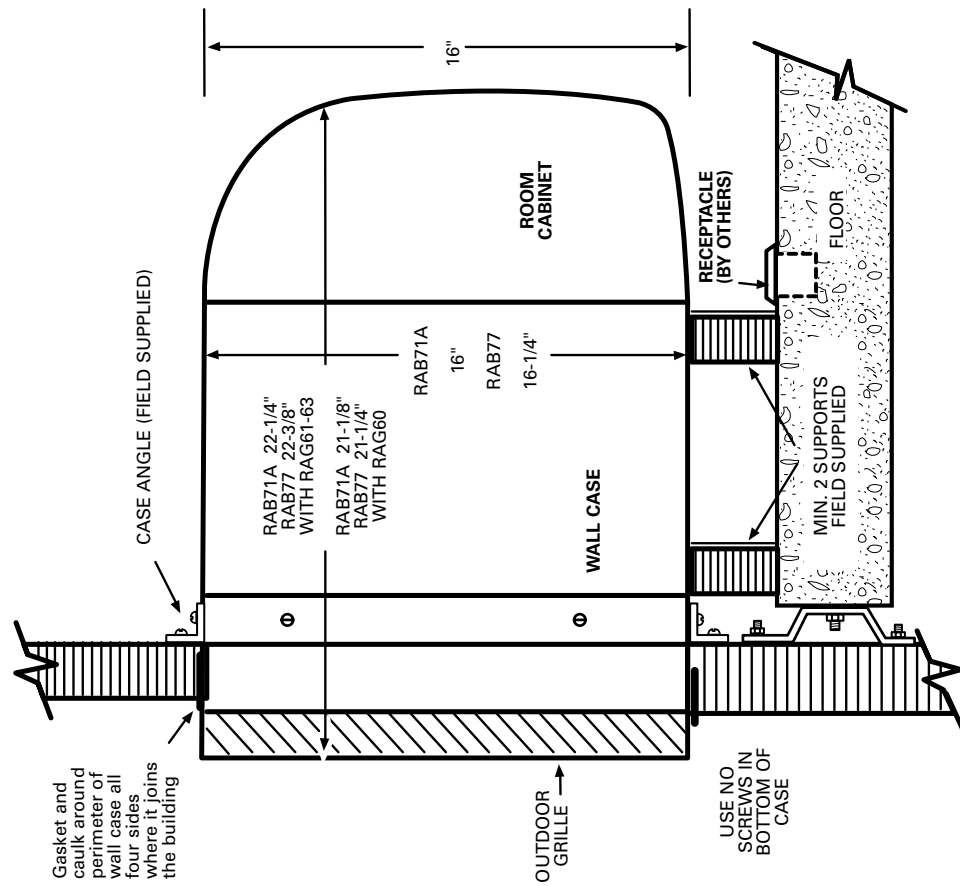 16"
CASE ANGLE (FIELD SUPPLIED)
ROOM
CABINET
RAB71A 22-1/4"
RAB77 22-3/8"
WITH RAG61-63
RAB71A 21-1/8"
RAB77 21-1/4"
WITH RAG60
RAB71A
16"
RAB77
16-1/4"
WALL CASE
RECEPTACLE
(BY OTHERS)
FLOOR
MIN. 2 SUPPORTS
FIELD SUPPLIED
Gasket and
caulk around
perimeter of
wall case all
four sides
where it joins
the building
OUTDOOR
GRILLE
USE NO
SCREWS IN
BOTTOM OF
CASE